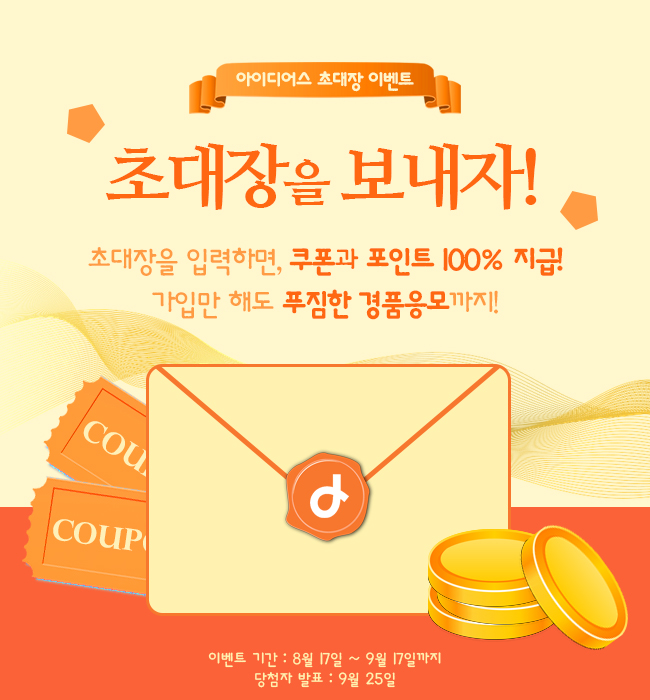 아이디어스 초대장 이벤트
초대장을 보내자!
초대장을 입력하면, 쿠폰과 포인트 100% 지급!
가입만 해도 푸짐한 경품응모까지!
COU
COUPO
이벤트 기간 : 8월 17일 ~ 9월 17일까지
당첨자 발표 : 9월 25일